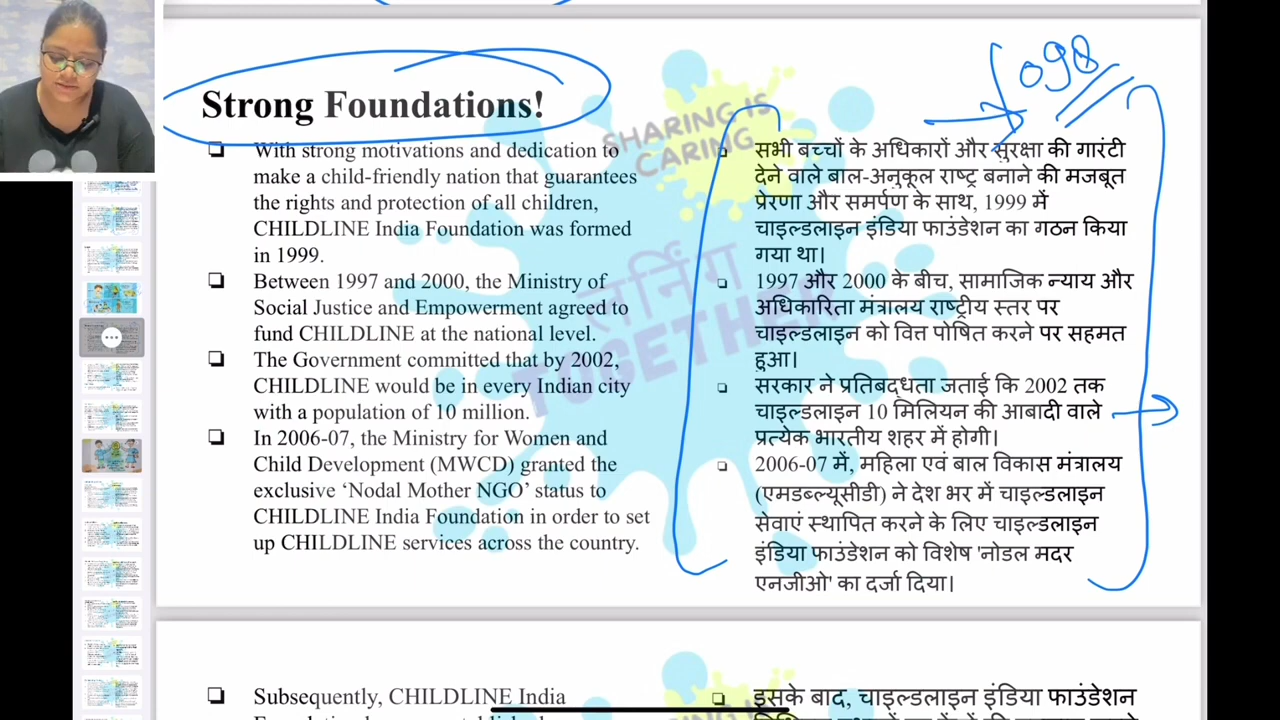 1098
Strong Foundations!
SHARING IS
CARING
❑ With strong motivations and dedication to
make a child-friendly nation that guarantees
the rights and protection of all children,
CHILDLINE India Foundation was formed
in 1999.
❑ Between 1997 and 2000, the Ministry of
Social Justice and Empowerment agreed to
fund CHILDLINE at the national level.
❑ The Government committed that by 2002,
CHILDLINE would be in every Indian city
with a population of 10 million.
❑ In 2006-07, the Ministry for Women and
Child Development (MWCD) granted the
exclusive ‘Nodal Mother NGO’ status to
CHILDLINE India Foundation in order to set
up CHILDLINE services across the country.
❑ सभी बच्चों के अधिकारों और सुरक्षा की गारंटी
देने वाले बाल-अनुकूल राष्ट्र बनाने की मजबूत
प्रेरणा और समर्पण के साथ, 1999 में
चाइल्डलाइन इंडिया फाउंडेशन का गठन किया
गया था।
❑ 1997 और 2000 के बीच, सामाजिक न्याय और
अधिकारिता मंत्रालय राष्ट्रीय स्तर पर
चाइल्डलाइन को वित्त पोषित करने पर सहमत
हुआ।
❑ सरकार ने प्रतिबद्धता जताई कि 2002 तक
चाइल्डलाइन 10 मिलियन की आबादी वाले
प्रत्येक भारतीय शहर में होगी।
❑ 2006-07 में, महिला एवं बाल विकास मंत्रालय
(एमडब्ल्यूसीडी) ने देश भर में चाइल्डलाइन
सेवाएं स्थापित करने के लिए चाइल्डलाइन
इंडिया फाउंडेशन को विशेष 'नोडल मदर
एनजीओ' का दर्जा दिया।
❑ Subsequently, CHILDLINE India
❑ इसके बाद, चाइल्डलाइन इंडिया फाउंडेशन